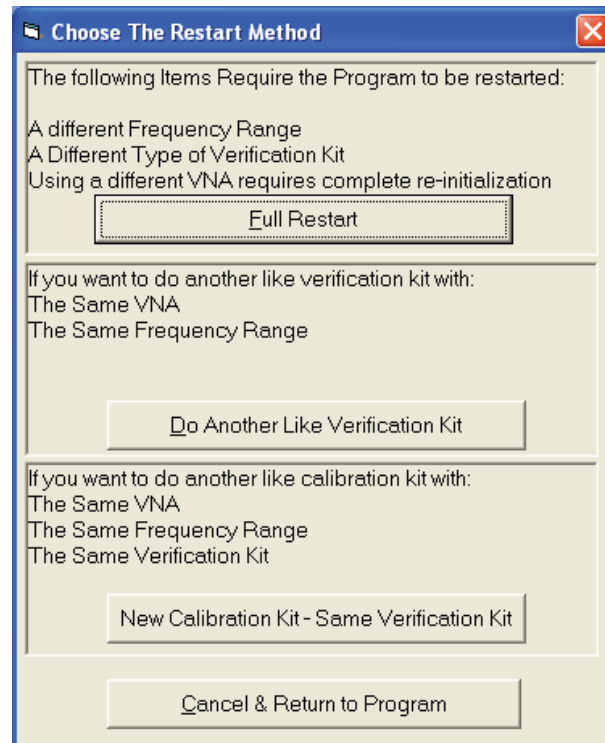 Choose The Restart Method
The following Items Require the Program to be restarted:
A different Frequency Range
A Different Type of Verification Kit
Using a different VNA requires complete re-initialization
Full Restart
If you want to do another like verification kit with:
The Same VNA
The Same Frequency Range
Do Another Like Verification Kit
If you want to do another like calibration kit with:
The Same VNA
The Same Frequency Range
The Same Verification Kit
New Calibration Kit - Same Verification Kit
Cancel & Return to Program